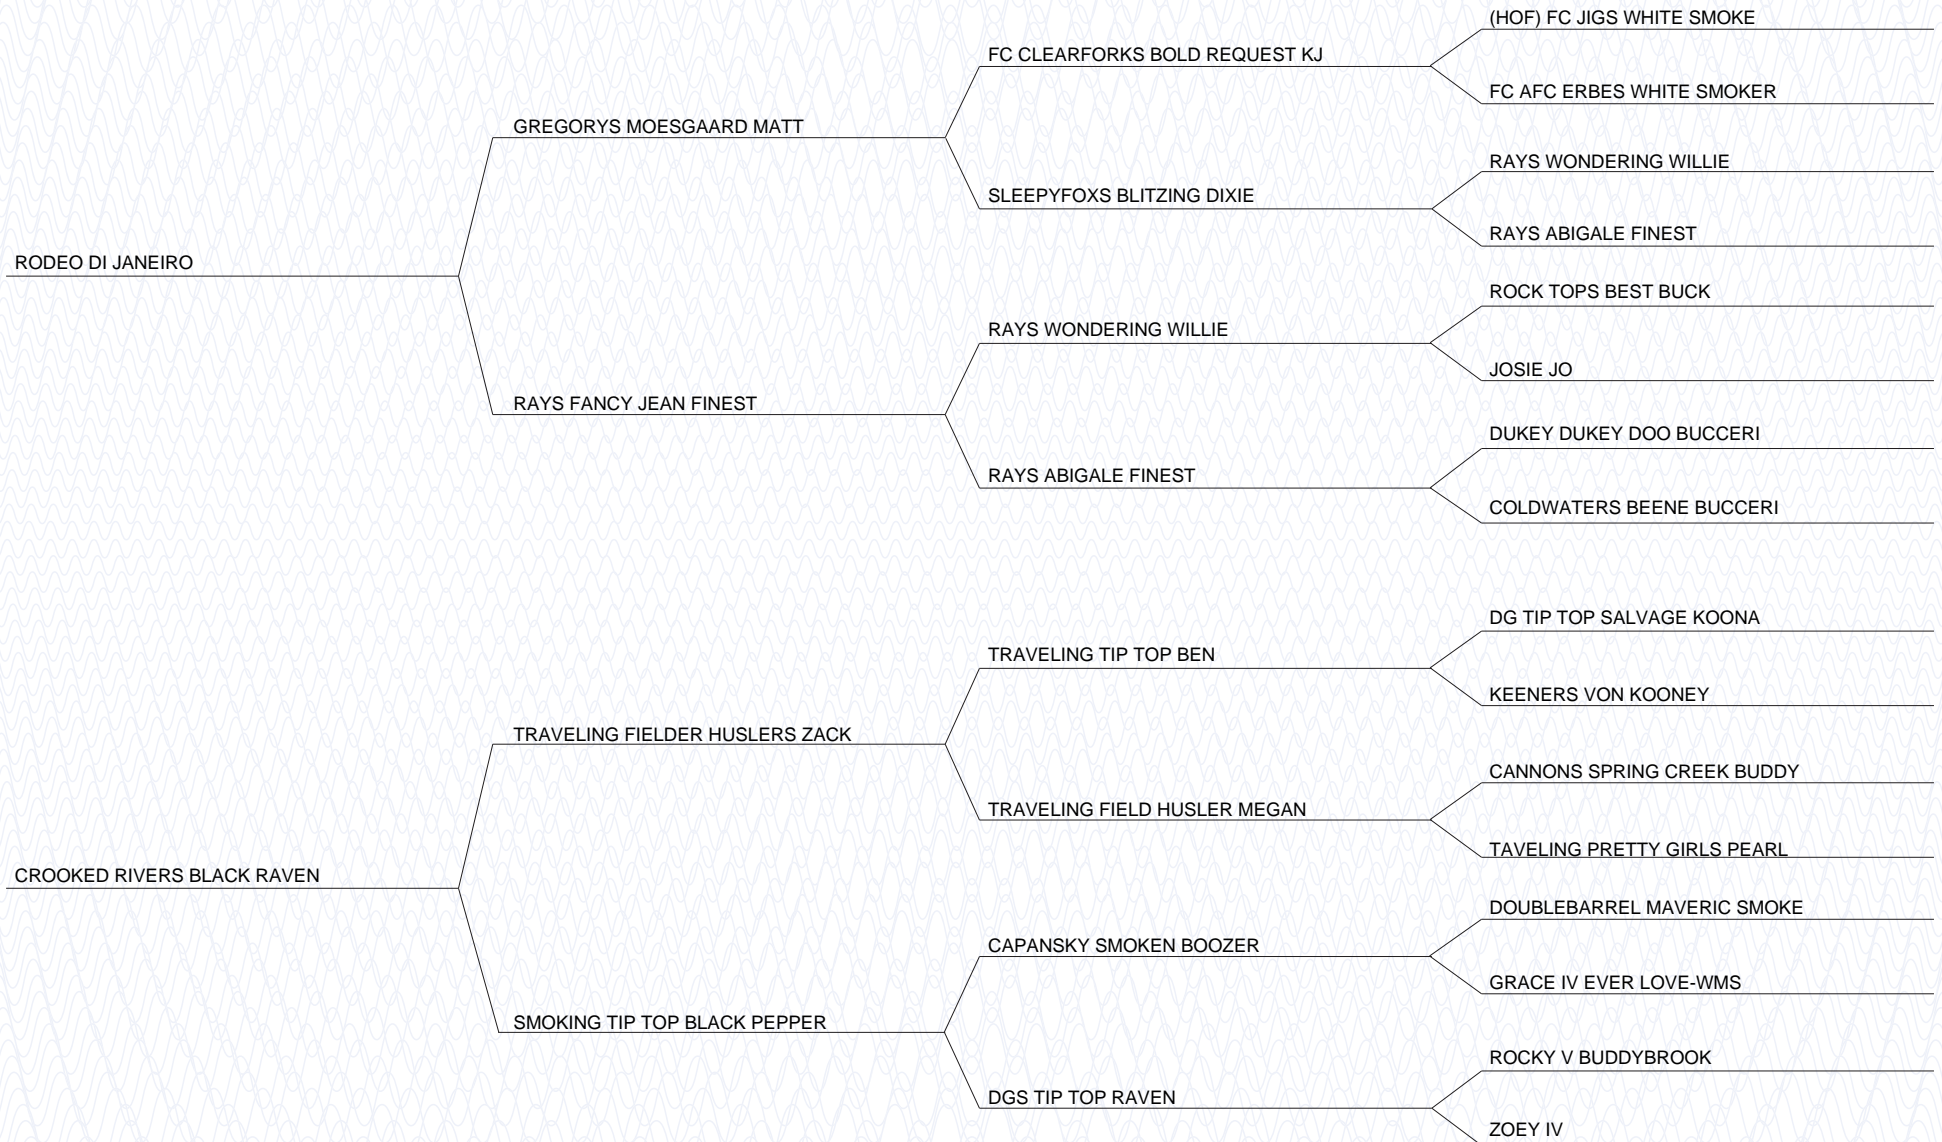 (HOF) FC JIGS WHITE SMOKE
FC CLEARFORKS BOLD REQUEST KJ
FC AFC ERBES WHITE SMOKER
GREGORYS MOESGAARD MATT
RAYS WONDERING WILLIE
SLEEPYFOXS BLITZING DIXIE
RAYS ABIGALE FINEST
RODEO DI JANEIRO
ROCK TOPS BEST BUCK
RAYS WONDERING WILLIE
JOSIE JO
RAYS FANCY JEAN FINEST
DUKEY DUKEY DOO BUCCERI
RAYS ABIGALE FINEST
COLDWATERS BEENE BUCCERI
DG TIP TOP SALVAGE KOONA
TRAVELING TIP TOP BEN
KEENERS VON KOONEY
TRAVELING FIELDER HUSLERS ZACK
CANNONS SPRING CREEK BUDDY
TRAVELING FIELD HUSLER MEGAN
TAVELING PRETTY GIRLS PEARL
CROOKED RIVERS BLACK RAVEN
DOUBLEBARREL MAVERIC SMOKE
CAPANSKY SMOKEN BOOZER
GRACE IV EVER LOVE-WMS
SMOKING TIP TOP BLACK PEPPER
ROCKY V BUDDYBROOK
DGS TIP TOP RAVEN
ZOEY IV